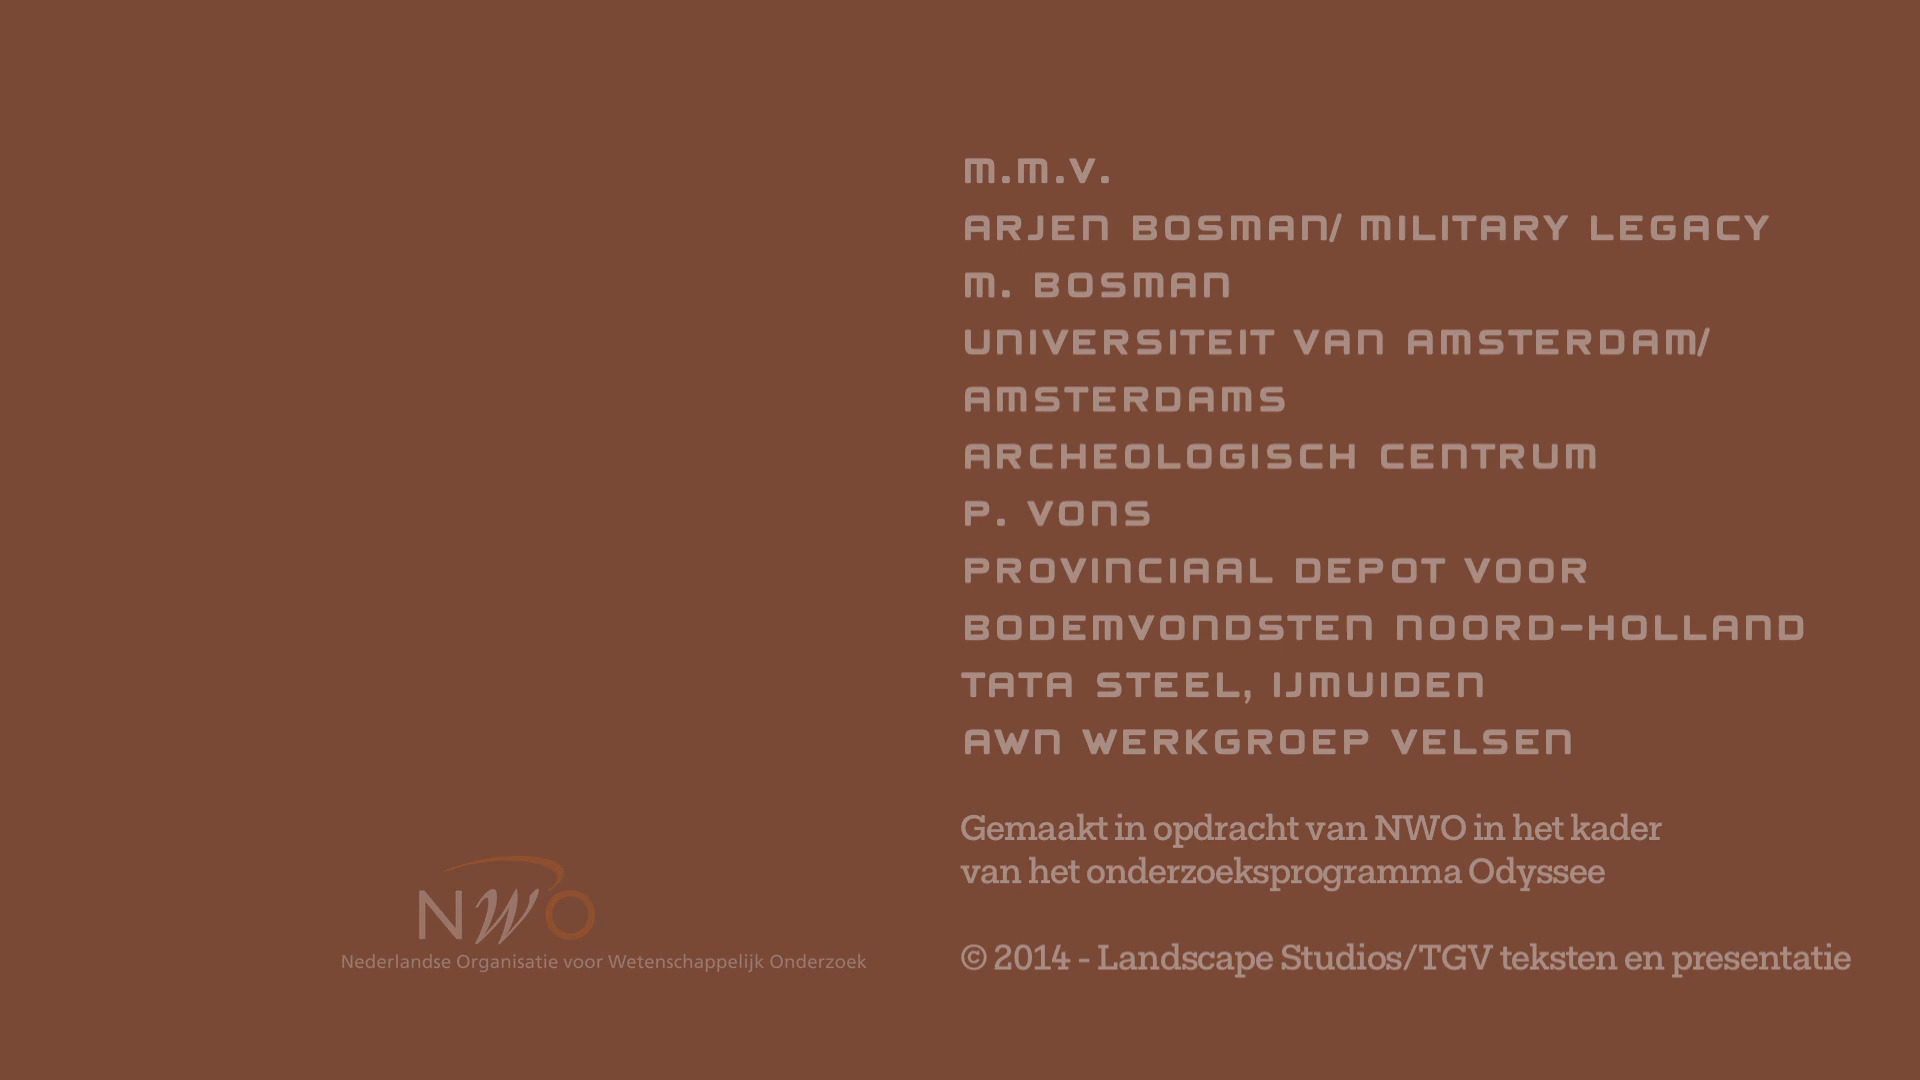 M.M.V.
ARJEN BOSMAN/ MILITARY LEGACY
M. BOSMAN
UNIVERSITEIT VAN AMSTERDAM/
AMSTERDAMS
ARCHEOLOGISCH CENTRUM
P. VONS
PROVINCIAAL DEPOT VOOR
BODEMVONDSTEN NOORD-HOLLAND
TATA STEEL, IJMUIDEN
AWN WERKGROEP VELSEN
Gemaakt in opdracht van NWO in het kader
van het onderzoeksprogramma Odyssee
© 2014 - Landscape Studios/TGV teksten en presentatie
NWO
Nederlandse Organisatie voor Wetenschappelijk Onderzoek